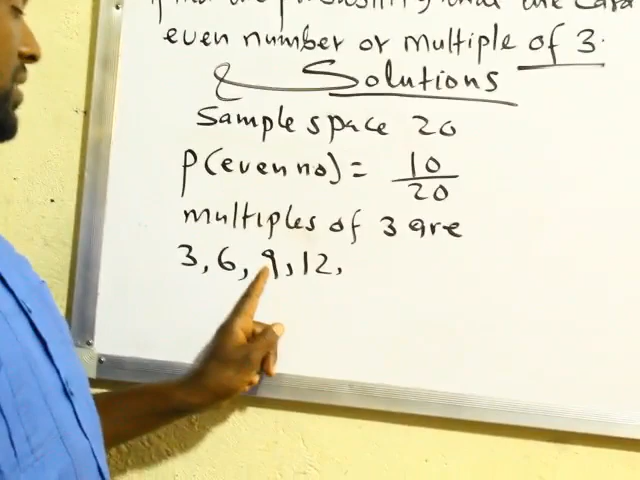 even number or multiple of 3.
Solutions
Sample space 20
P(even no) = 10/20
multiples of 3 are
3, 6, 9, 12,